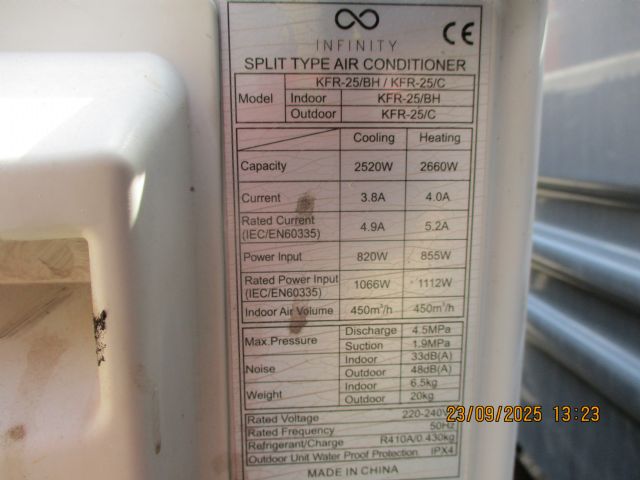 INFINITY
CE
SPLIT TYPE AIR CONDITIONER
Model KFR-25/BH / KFR-25/C
Indoor KFR-25/BH
Outdoor KFR-25/C
Cooling Heating
Capacity 2520W 2660W
Current 3.8A 4.0A
Rated Current (IEC/EN60335) 4.9A 5.2A
Power Input 820W 855W
Rated Power Input (IEC/EN60335) 1066W 1112W
Indoor Air Volume 450m³/h 450m³/h
Max.Pressure Discharge 4.5MPa
Suction 1.9MPa
Noise Indoor 33dB(A)
Outdoor 48dB(A)
Weight Indoor 6.5kg
Outdoor 20kg
Rated Voltage 220-240V
Rated Frequency 50Hz
Refrigerant/Charge R410A/0.430kg
Outdoor Unit Water Proof Protection IPX4
MADE IN CHINA
23/09/2025 13:23